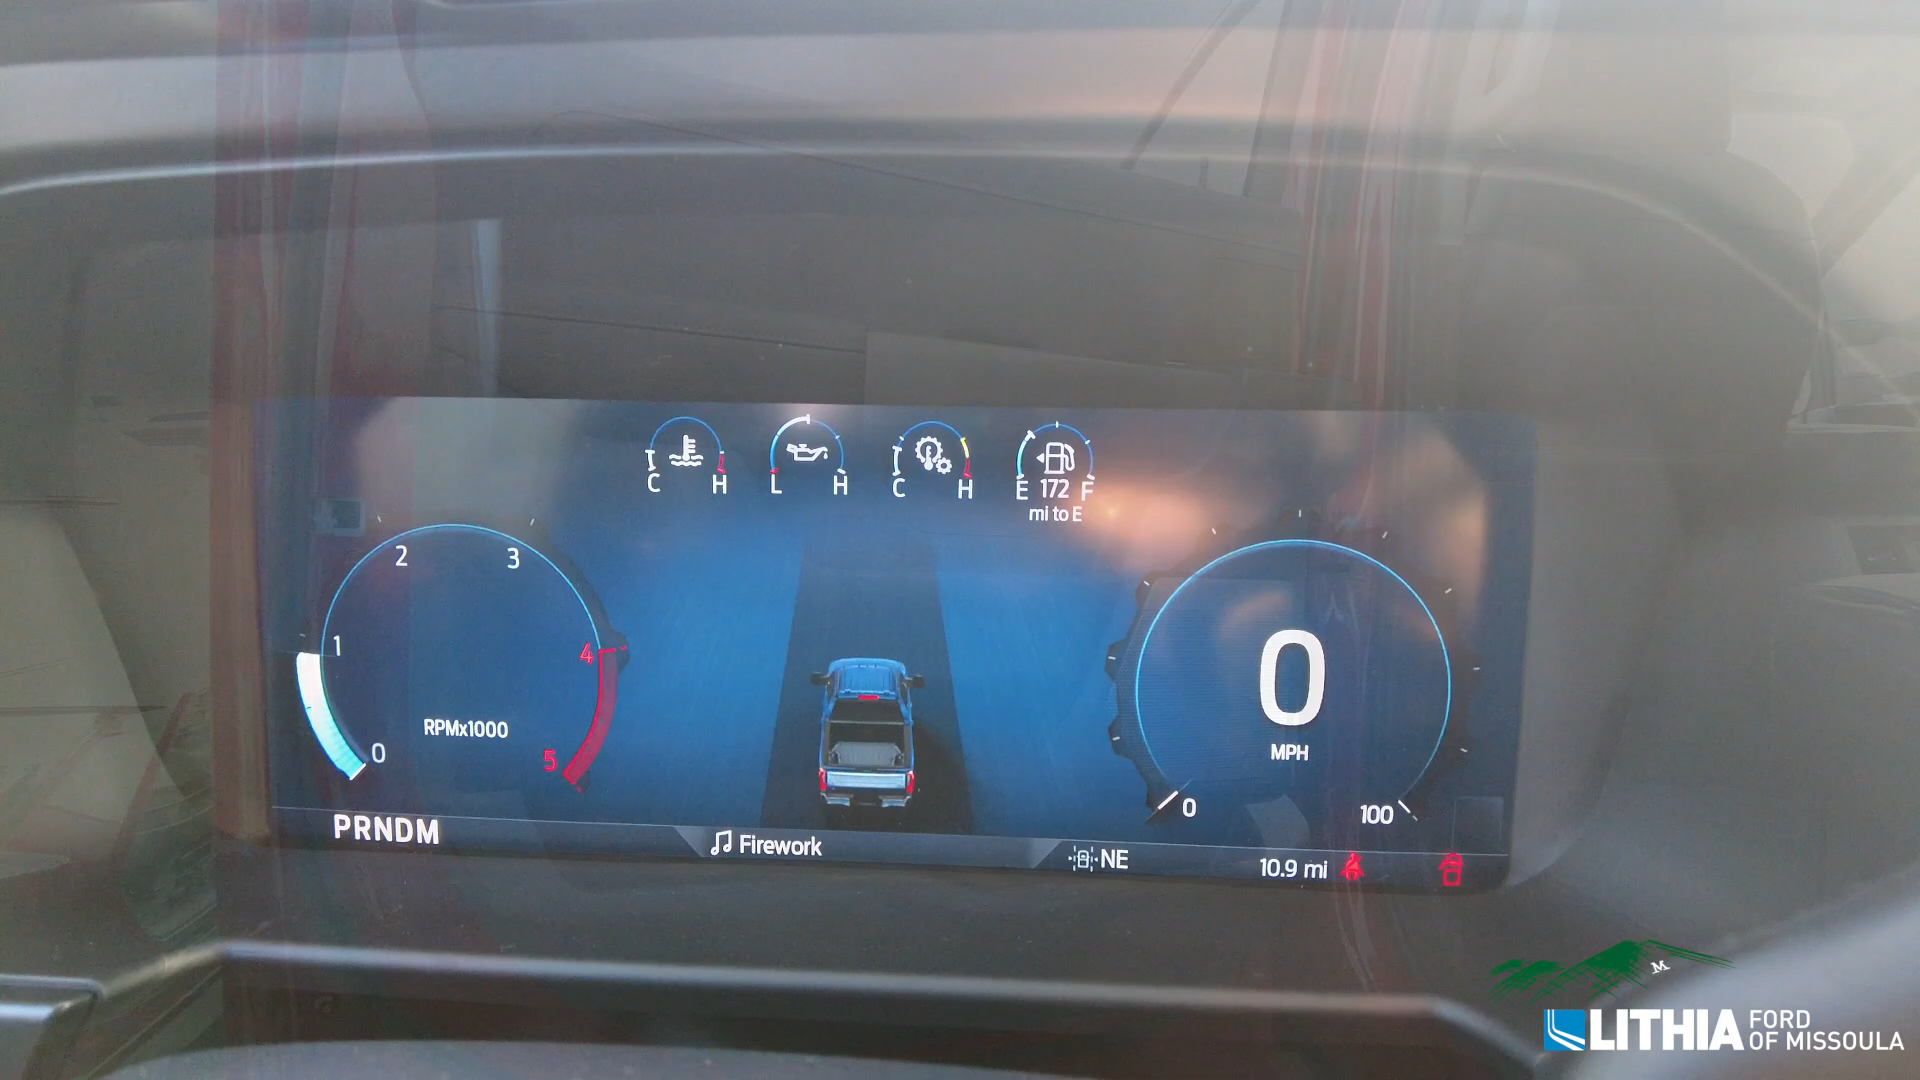 C H
L H
C H
E 172 F
mi to E
2 3
1 4
0 5
RPMx1000
0
MPH
0 100
PRNDM
Firework
NE
10.9 mi
M
LITHIA FORD
OF MISSOULA